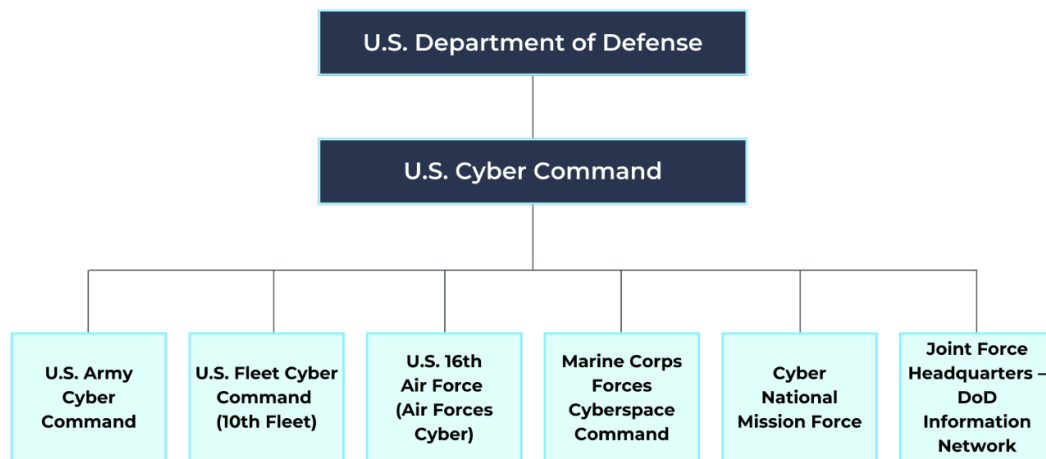 U.S. Department of Defense
U.S. Cyber Command
U.S. Army
Cyber
Command
U.S. Fleet Cyber
Command
(10th Fleet)
U.S. 16th
Air Force
(Air Forces
Cyber)
Marine Corps
Forces
Cyberspace
Command
Cyber
National
Mission Force
Joint Force
Headquarters –
DoD
Information
Network